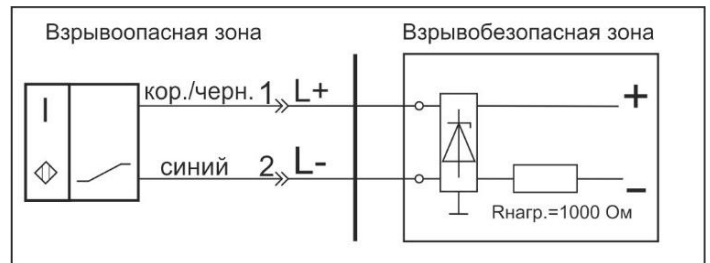 Взрывоопасная зона
Взрывобезопасная зона
кор./черн. 1 L+
+
I
синий 2 L-
−
Rнагр.=1000 Ом